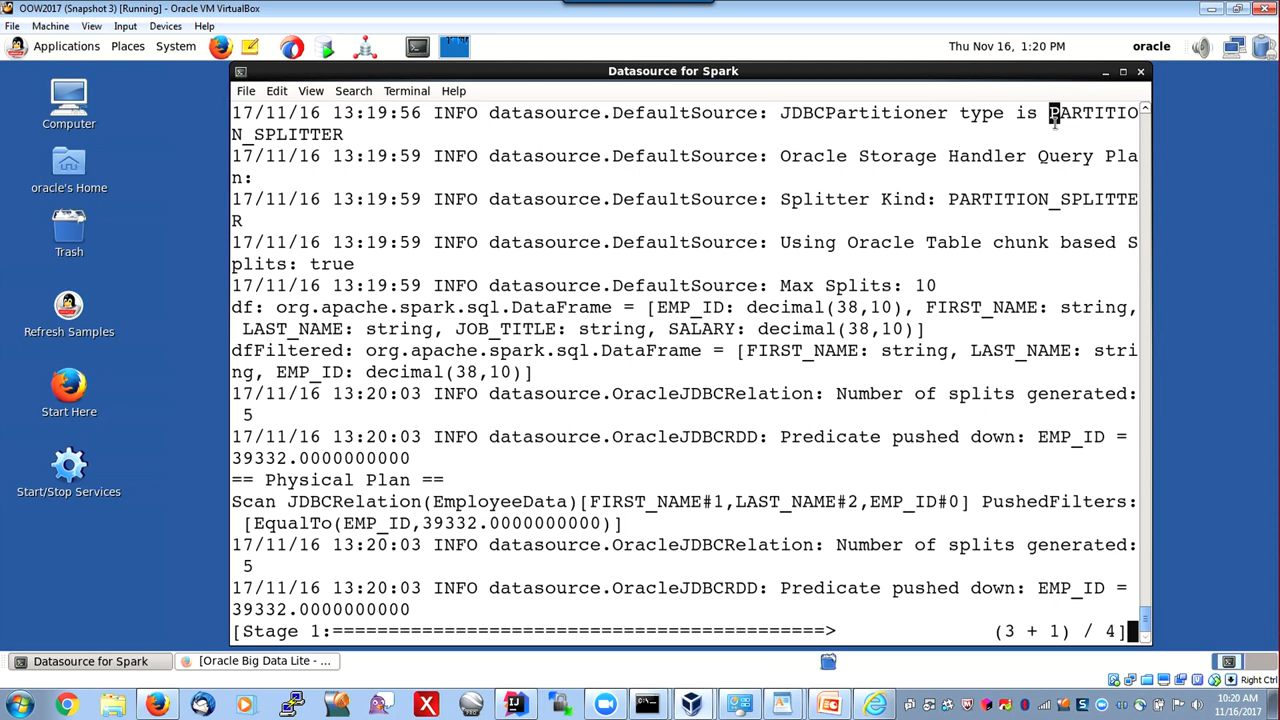 OOW2017 (Snapshot 3) [Running] - Oracle VM VirtualBox
File Machine View Input Devices Help
Applications Places System Thu Nov 16, 1:20 PM oracle
Datasource for Spark
File Edit View Search Terminal Help
Computer
oracle's Home
Trash
Refresh Samples
Start Here
Start/Stop Services
17/11/16 13:19:56 INFO datasource.DefaultSource: JDBCPartitioner type is PARTITIO
N_SPLITTER
17/11/16 13:19:59 INFO datasource.DefaultSource: Oracle Storage Handler Query Pla
n:
17/11/16 13:19:59 INFO datasource.DefaultSource: Splitter Kind: PARTITION_SPLITTE
R
17/11/16 13:19:59 INFO datasource.DefaultSource: Using Oracle Table chunk based S
plits: true
17/11/16 13:19:59 INFO datasource.DefaultSource: Max Splits: 10
df: org.apache.spark.sql.DataFrame = [EMP_ID: decimal(38,10), FIRST_NAME: string,
LAST_NAME: string, JOB_TITLE: string, SALARY: decimal(38,10)]
dfFiltered: org.apache.spark.sql.DataFrame = [FIRST_NAME: string, LAST_NAME: stri
ng, EMP_ID: decimal(38,10)]
17/11/16 13:20:03 INFO datasource.OracleJDBCRelation: Number of splits generated:
5
17/11/16 13:20:03 INFO datasource.OracleJDBCRDD: Predicate pushed down: EMP_ID =
39332.0000000000
== Physical Plan ==
Scan JDBCRelation(EmployeeData)[FIRST_NAME#1,LAST_NAME#2,EMP_ID#0] PushedFilters:
[EqualTo(EMP_ID,39332.0000000000)]
17/11/16 13:20:03 INFO datasource.OracleJDBCRelation: Number of splits generated:
5
17/11/16 13:20:03 INFO datasource.OracleJDBCRDD: Predicate pushed down: EMP_ID =
39332.0000000000
[Stage 1:============================================> (3 + 1) / 4]
Datasource for Spark [Oracle Big Data Lite - ...
Right Ctrl
10:20 AM
11/16/2017